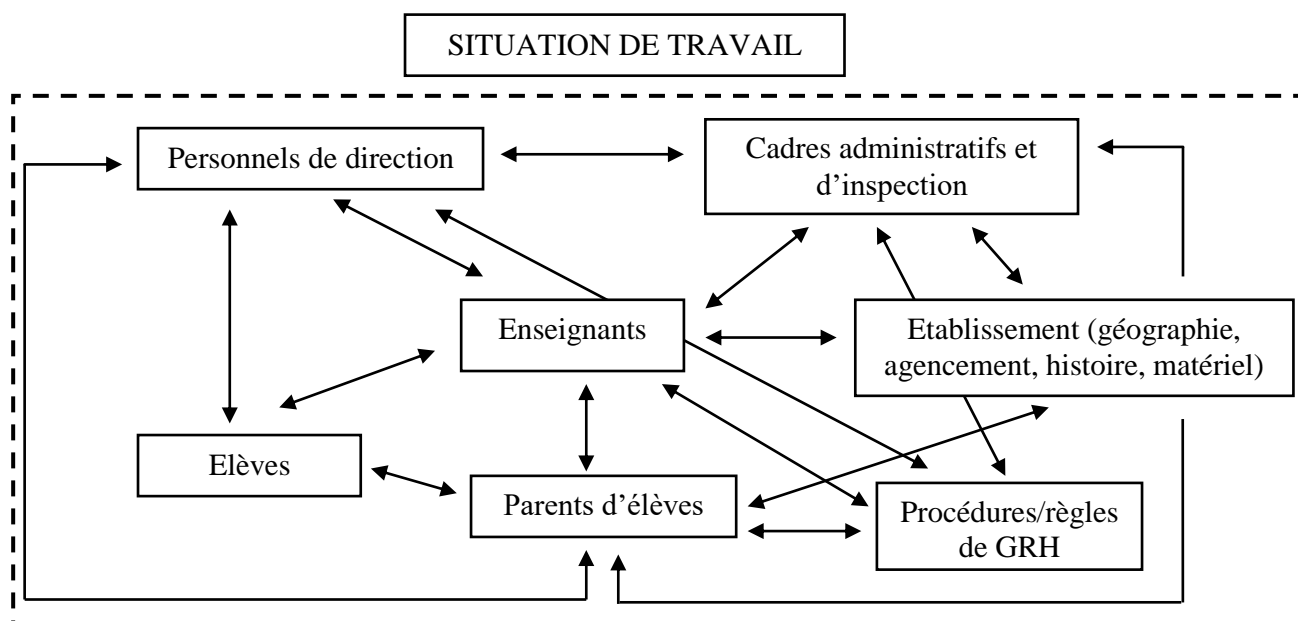 SITUATION DE TRAVAIL
Personnels de direction
Cadres administratifs et
d’inspection
Enseignants
Etablissement (géographie,
agencement, histoire, matériel)
Elèves
Parents d’élèves
Procédures/règles
de GRH